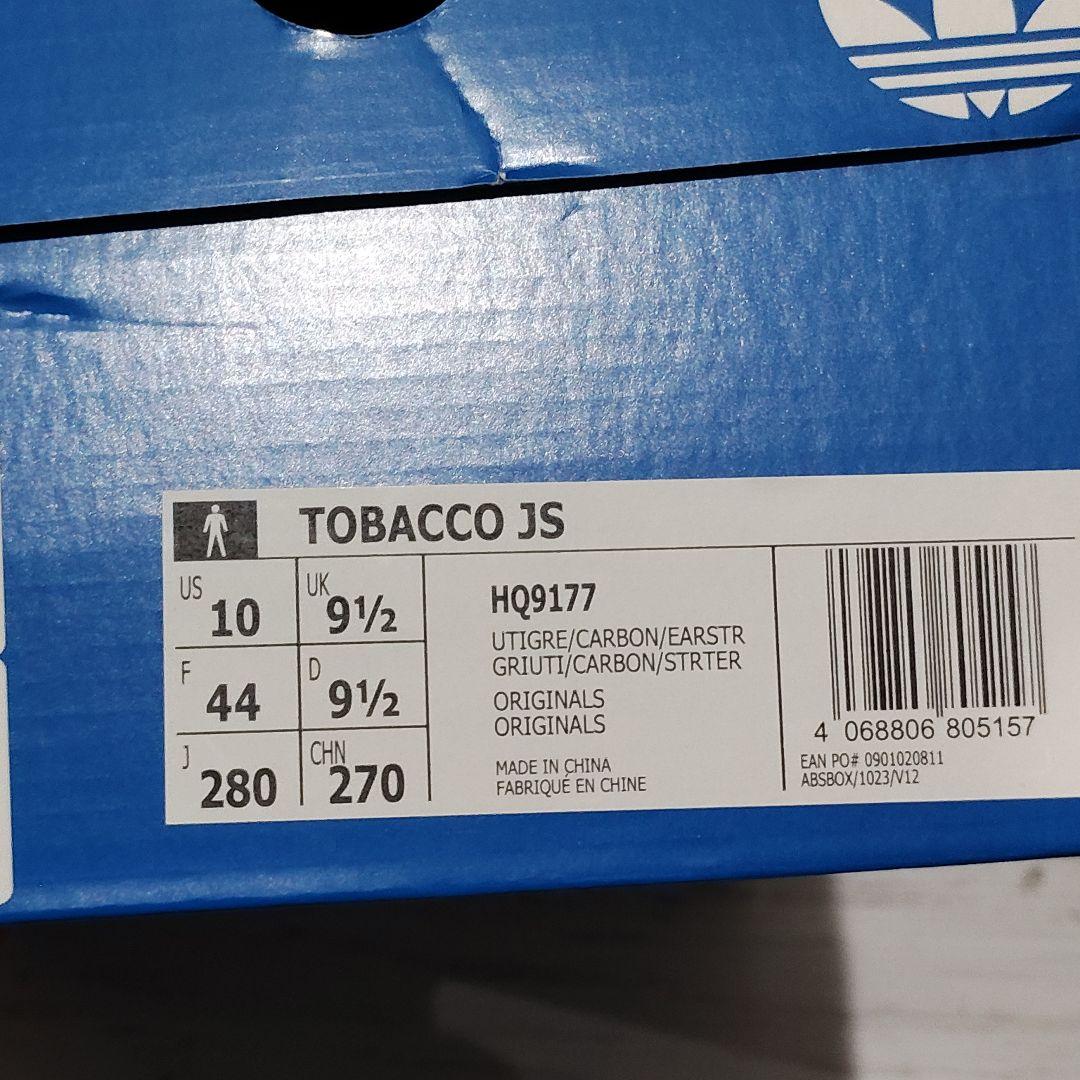 TOBACCO JS
US 10
UK 9½
F 44
D 9½
J 280
CHN 270
HQ9177
UTIGRE/CARBON/EARSTR
GRIUTI/CARBON/STRTER
ORIGINALS
ORIGINALS
MADE IN CHINA
FABRIQUÉ EN CHINE
4 068806 805157
EAN PO# 0901020811
ABSBOX/1023/V12